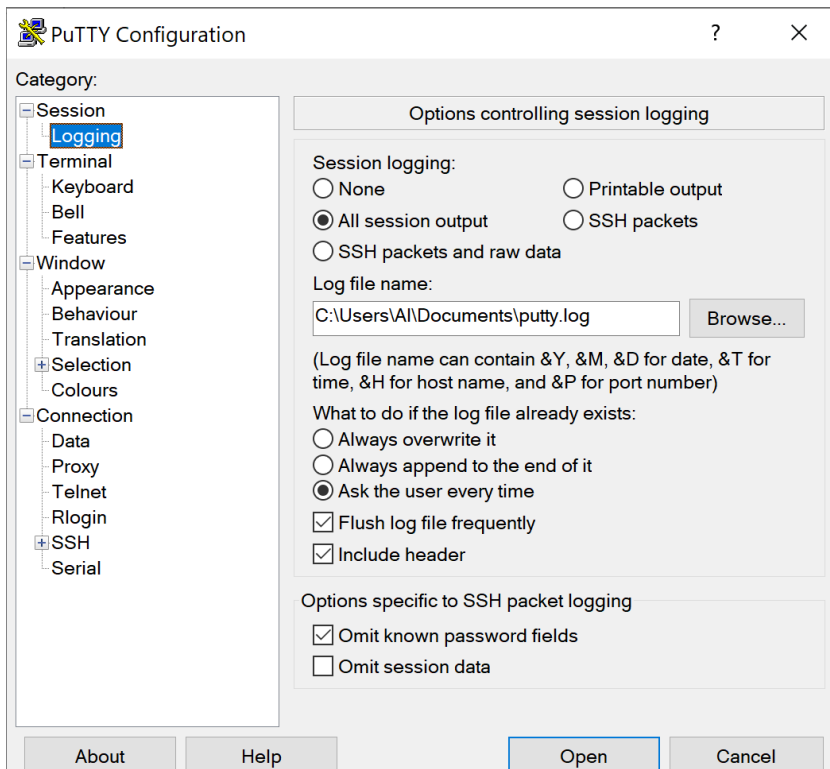 PuTTY Configuration
?
Category:
Session
Logging
Terminal
Keyboard
Bell
Features
Window
Appearance
Behaviour
Translation
Selection
Colours
Connection
Data
Proxy
Telnet
Rlogin
SSH
Serial
Options controlling session logging
Session logging:
None
Printable output
All session output
SSH packets
SSH packets and raw data
Log file name:
C:\Users\AI\Documents\putty.log
Browse...
(Log file name can contain &Y, &M, &D for date, &T for
time, &H for host name, and &P for port number)
What to do if the log file already exists:
Always overwrite it
Always append to the end of it
Ask the user every time
Flush log file frequently
Include header
Options specific to SSH packet logging
Omit known password fields
Omit session data
About
Help
Open
Cancel